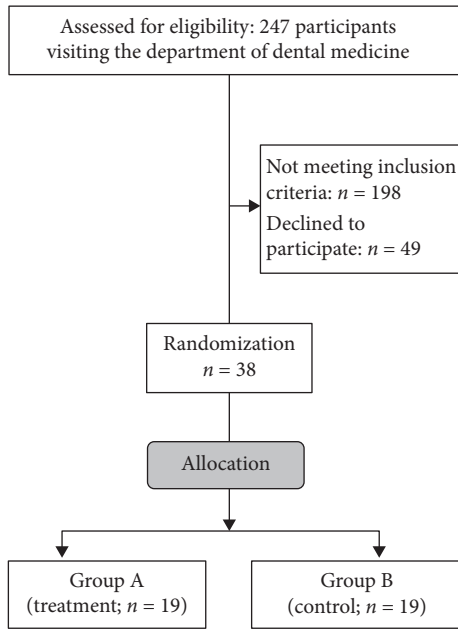 Assessed for eligibility: 247 participants
visiting the department of dental medicine
Not meeting inclusion
criteria: n = 198
Declined to
participate: n = 49
Randomization
n = 38
Allocation
Group A
(treatment; n = 19)
Group B
(control; n = 19)